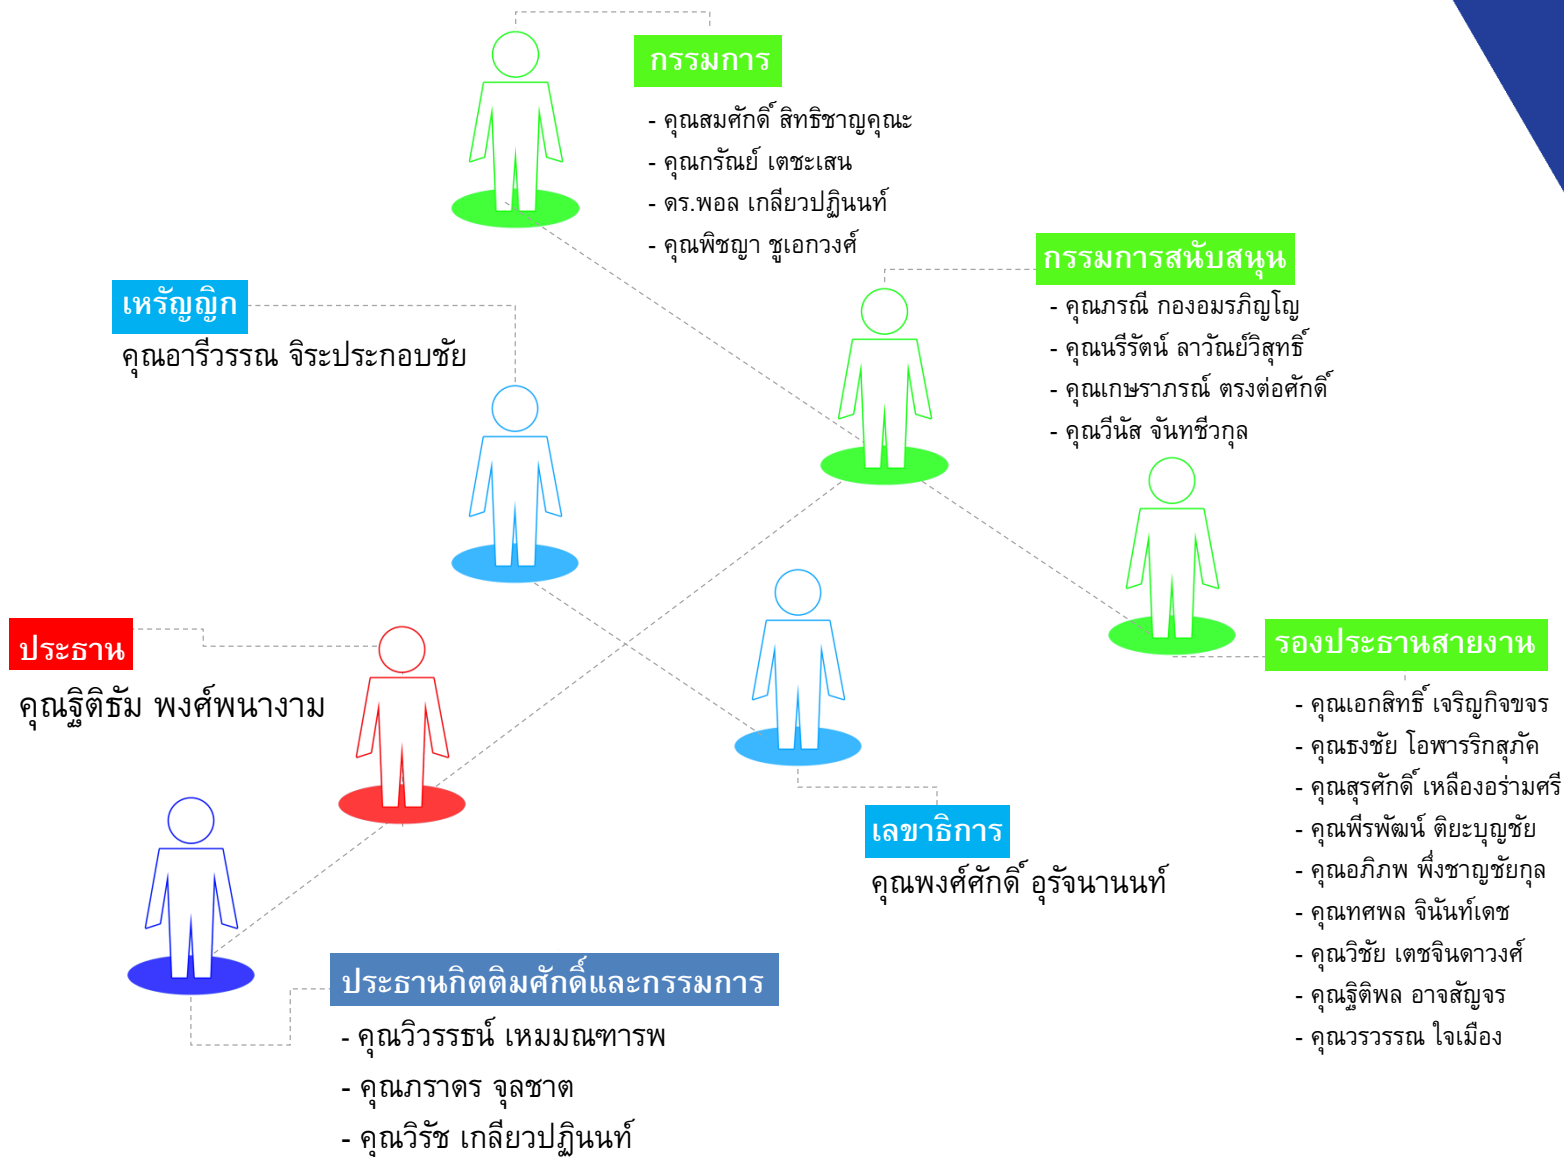 กรรมการ
- คุณสมศักดิ์ สิทธิชาญคุณะ
- คุณกรัณย์ เตชะเสน
- ดร.พอล เกลียวปฏินนท์
- คุณพิชญา ชูเอกวงศ์
กรรมการสนับสนุน
- คุณภรณี กองอมรภิญโญ
- คุณนรีรัตน์ ลาวัณย์วิสุทธิ์
- คุณเกษราภรณ์ ตรงต่อศักดิ์
- คุณวีนัส จันทชีวกุล
เหรัญญิก
คุณอารีวรรณ จิระประกอบชัย
ประธาน
คุณฐิติธัม พงศ์พนางาม
รองประธานสายงาน
- คุณเอกสิทธิ์ เจริญกิจขจร
- คุณธงชัย โอฬารริกสุภัค
- คุณสุรศักดิ์ เหลืองอร่ามศรี
- คุณพีรพัฒน์ ติยะบุญชัย
- คุณอภิภพ พึ่งชาญชัยกุล
- คุณทศพล จินันท์เดช
- คุณวิชัย เตชจินดาวงศ์
- คุณฐิติพล อาจสัญจร
- คุณวรวรรณ ใจเมือง
เลขาธิการ
คุณพงศ์ศักดิ์ อุรัจนานนท์
ประธานกิตติมศักดิ์และกรรมการ
- คุณวิวรรธน์ เหมมณฑารพ
- คุณภราดร จุลชาต
- คุณวิรัช เกลียวปฏินนท์